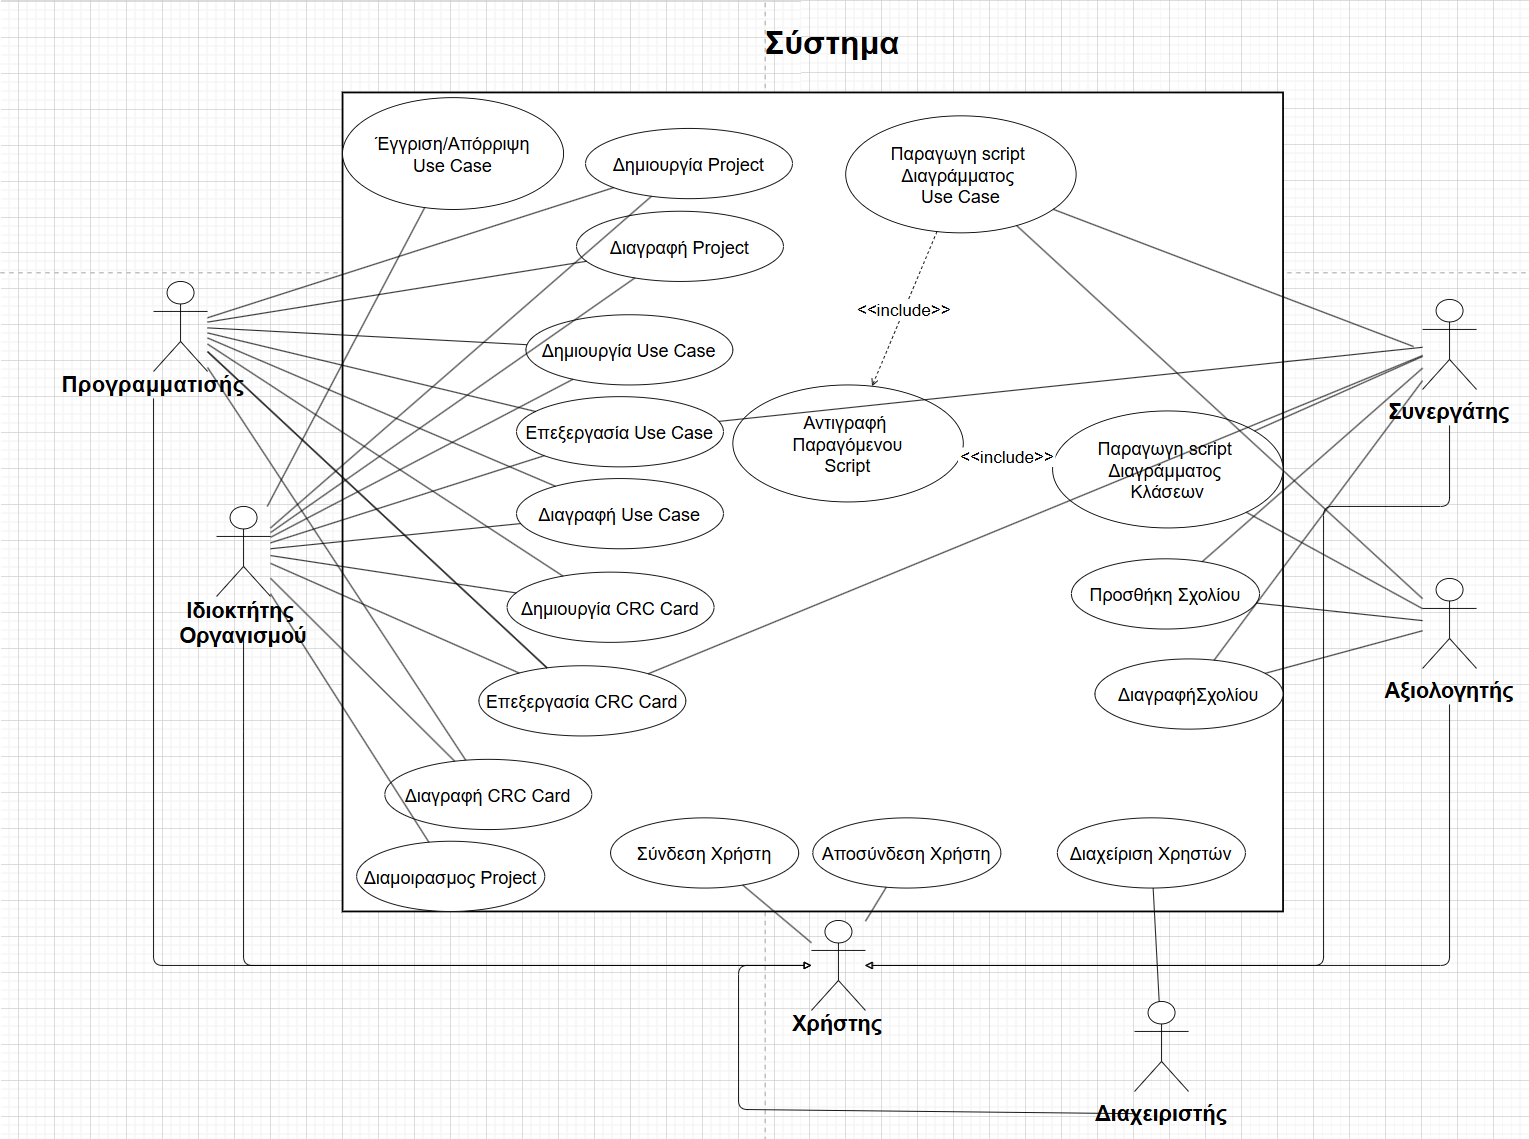 Σύστημα
Έγγριση/Απόρριψη
Use Case
Δημιουργία Project
Παραγωγη script
Διαγράμματος
Use Case
Διαγραφή Project
<<include>>
Δημιουργία Use Case
Προγραμματισής
Επεξεργασία Use Case
Αντιγραφή
Παραγόμενου
Script
<<include>>
Παραγωγη script
Διαγράμματος
Κλάσεων
Συνεργάτης
Διαγραφή Use Case
Ιδιοκτήτης
Οργανισμού
Δημιουργία CRC Card
Προσθήκη Σχολίου
Επεξεργασία CRC Card
ΔιαγραφήΣχολίου
Αξιολογητής
Διαγραφή CRC Card
Διαμοιρασμος Project
Σύνδεση Χρήστη
Αποσύνδεση Χρήστη
Διαχείριση Χρηστών
Χρήστης
Διαχειριστής